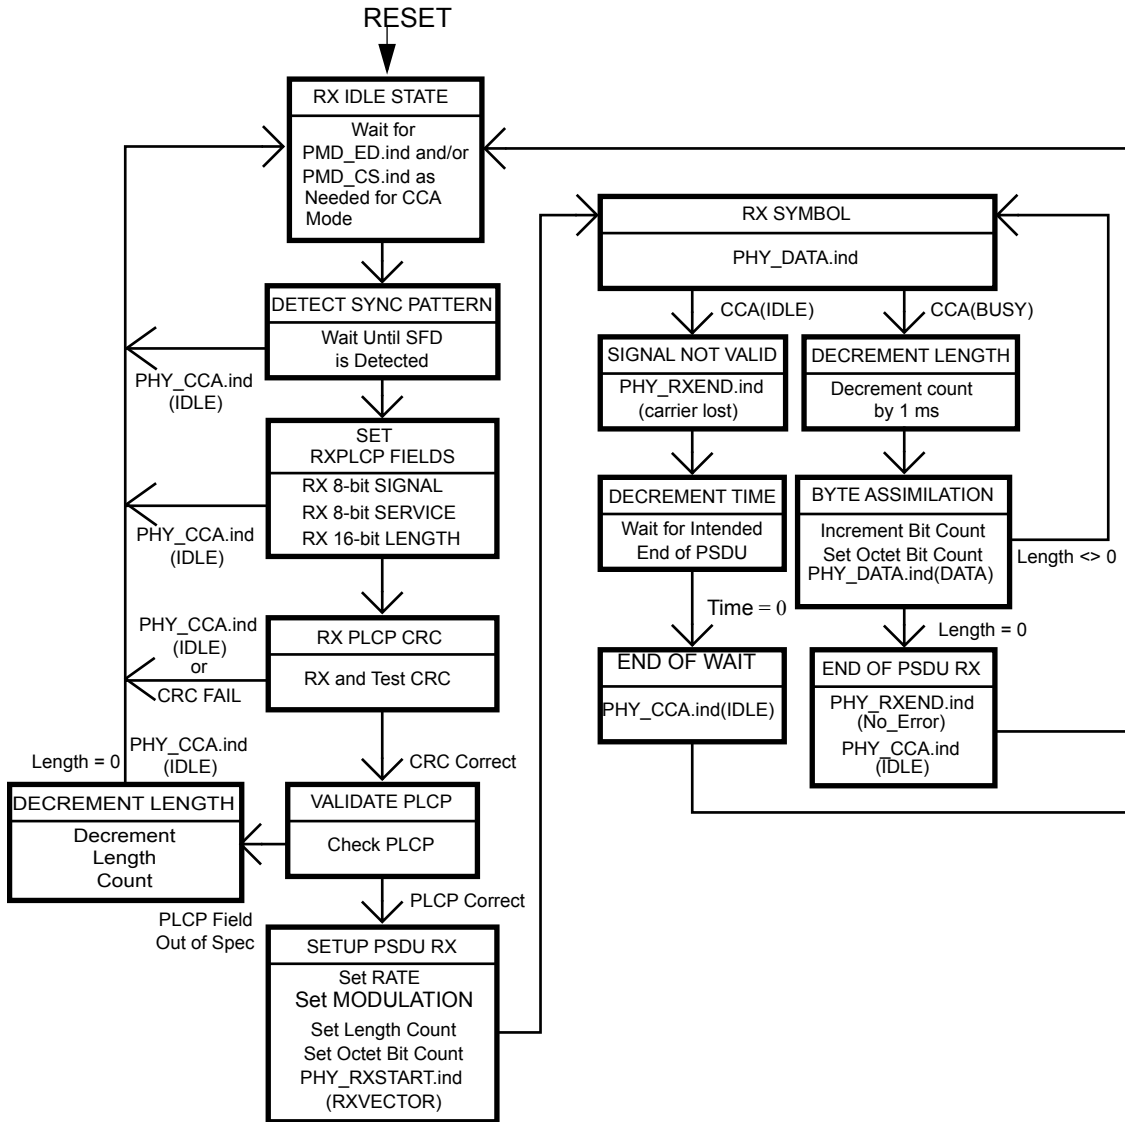 RESET
RX IDLE STATE
Wait for
PMD_ED.ind and/or
PMD_CS.ind as
Needed for CCA
Mode
DETECT SYNC PATTERN
Wait Until SFD
is Detected
PHY_CCA.ind
(IDLE)
SET
RXPLCP FIELDS
RX 8-bit SIGNAL
RX 8-bit SERVICE
RX 16-bit LENGTH
PHY_CCA.ind
(IDLE)
RX PLCP CRC
RX and Test CRC
PHY_CCA.ind
(IDLE)
or
CRC FAIL
CRC Correct
VALIDATE PLCP
Check PLCP
Length = 0
PHY_CCA.ind
(IDLE)
DECREMENT LENGTH
Decrement
Length
Count
PLCP Field
Out of Spec
PLCP Correct
SETUP PSDU RX
Set RATE
Set MODULATION
Set Length Count
Set Octet Bit Count
PHY_RXSTART.ind
(RXVECTOR)
RX SYMBOL
PHY_DATA.ind
CCA(IDLE)
CCA(BUSY)
SIGNAL NOT VALID
PHY_RXEND.ind
(carrier lost)
DECREMENT LENGTH
Decrement count
by 1 ms
DECREMENT TIME
Wait for Intended
End of PSDU
BYTE ASSIMILATION
Increment Bit Count
Set Octet Bit Count
PHY_DATA.ind(DATA)
Length <> 0
Time = 0
Length = 0
END OF WAIT
PHY_CCA.ind(IDLE)
END OF PSDU RX
PHY_RXEND.ind
(No_Error)
PHY_CCA.ind
(IDLE)